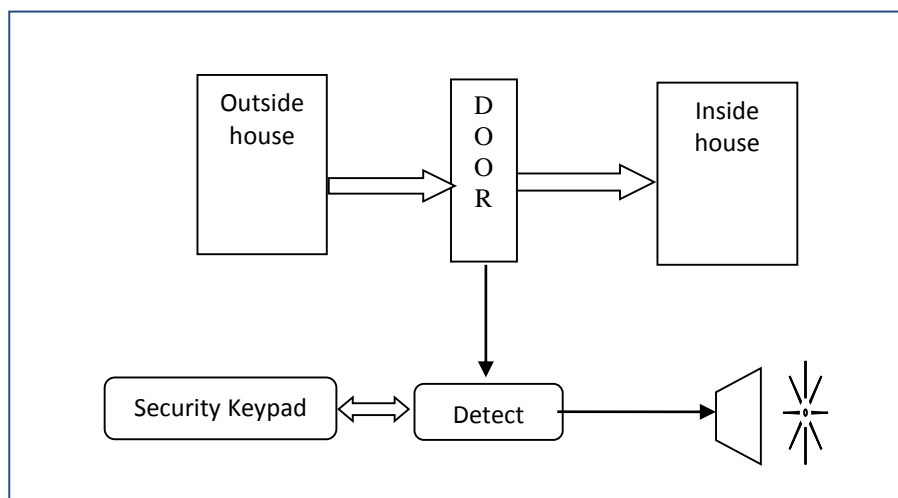 Outside
house
D
O
O
R
Inside
house
Security Keypad
Detect